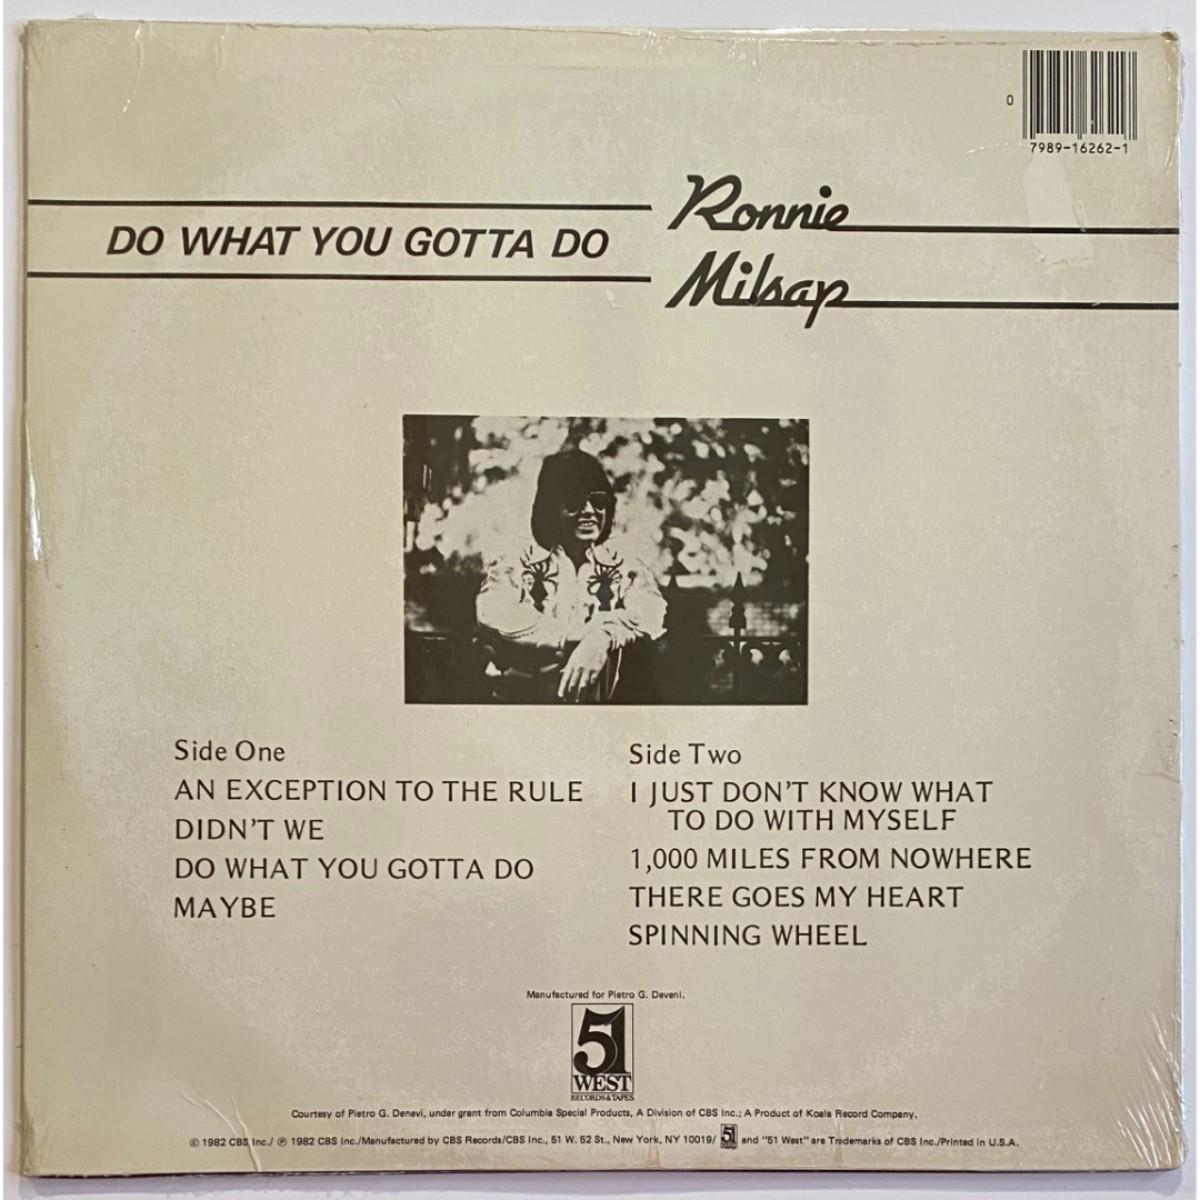 0
7989-16262-1
DO WHAT YOU GOTTA DO
Ronnie
Milsap
Side One
AN EXCEPTION TO THE RULE
DIDN'T WE
DO WHAT YOU GOTTA DO
MAYBE
Side Two
I JUST DON'T KNOW WHAT
TO DO WITH MYSELF
1,000 MILES FROM NOWHERE
THERE GOES MY HEART
SPINNING WHEEL
Manufactured for Pietro G. Deveni.
51
WEST
RECORDS & TAPES
Courtesy of Pietro G. Denevi, under grant from Columbia Special Products, A Division of CBS Inc.; A Product of Koala Record Company.
© 1982 CBS Inc./ ℗ 1982 CBS Inc./Manufactured by CBS Records/CBS Inc., 51 W. 52 St., New York, NY 10019/ 51 and "51 West" are Trademarks of CBS Inc./Printed in U.S.A.